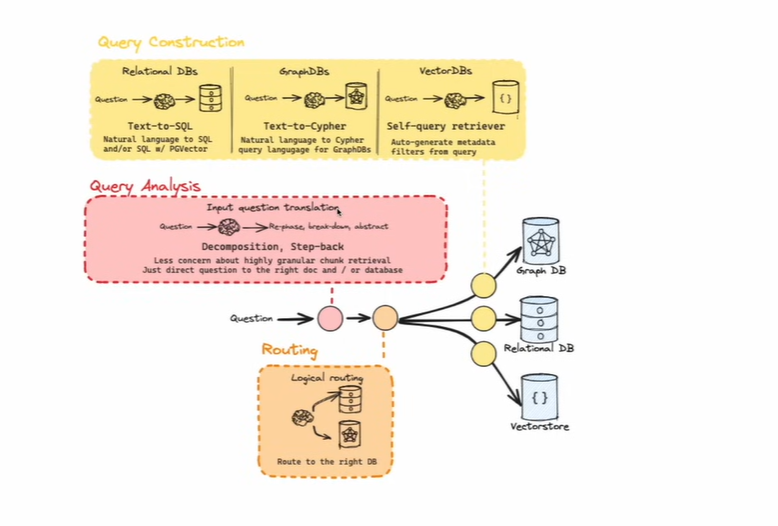 Query Construction
Relational DBs
GraphDBs
VectorDBs
Question
Question
Question
{}
Text-to-SQL
Text-to-Cypher
Self-query retriever
Natural language to SQL
and/or SQL w/ PGVector
Natural language to Cypher
query langugage for GraphDBs
Auto-generate metadata
filters from query
Query Analysis
Input question translation
Question
Re-phase, break-down, abstract
Decomposition, Step-back
Less concern about highly granular chunk retrieval
Just direct question to the right doc and / or database
Graph DB
Question
Relational DB
Routing
Logical routing
Route to the right DB
{}
Vectorstore